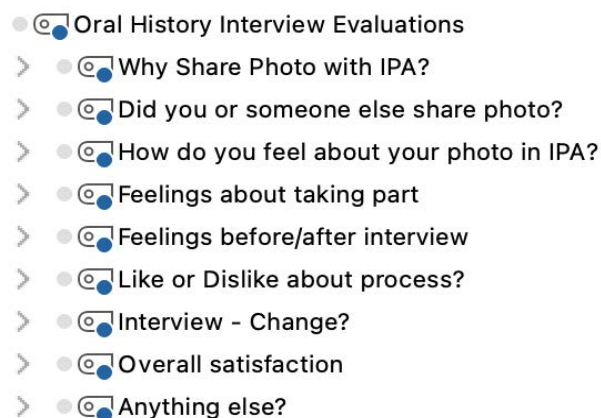 Oral History Interview Evaluations
Why Share Photo with IPA?
Did you or someone else share photo?
How do you feel about your photo in IPA?
Feelings about taking part
Feelings before/after interview
Like or Dislike about process?
Interview - Change?
Overall satisfaction
Anything else?